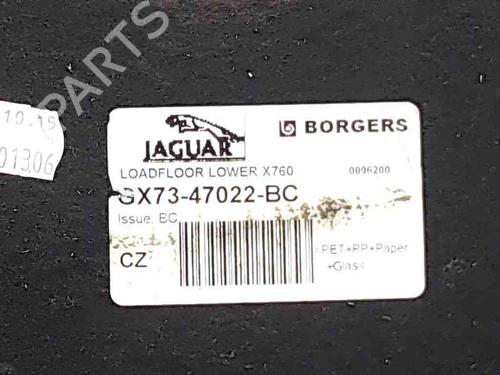 PARTS
10.15
01306
JAGUAR
BORGERS
LOADFLOOR LOWER X760
0096200
GX73-47022-BC
Issue: BC
CZ
>PET+PP+Paper
+Glas<